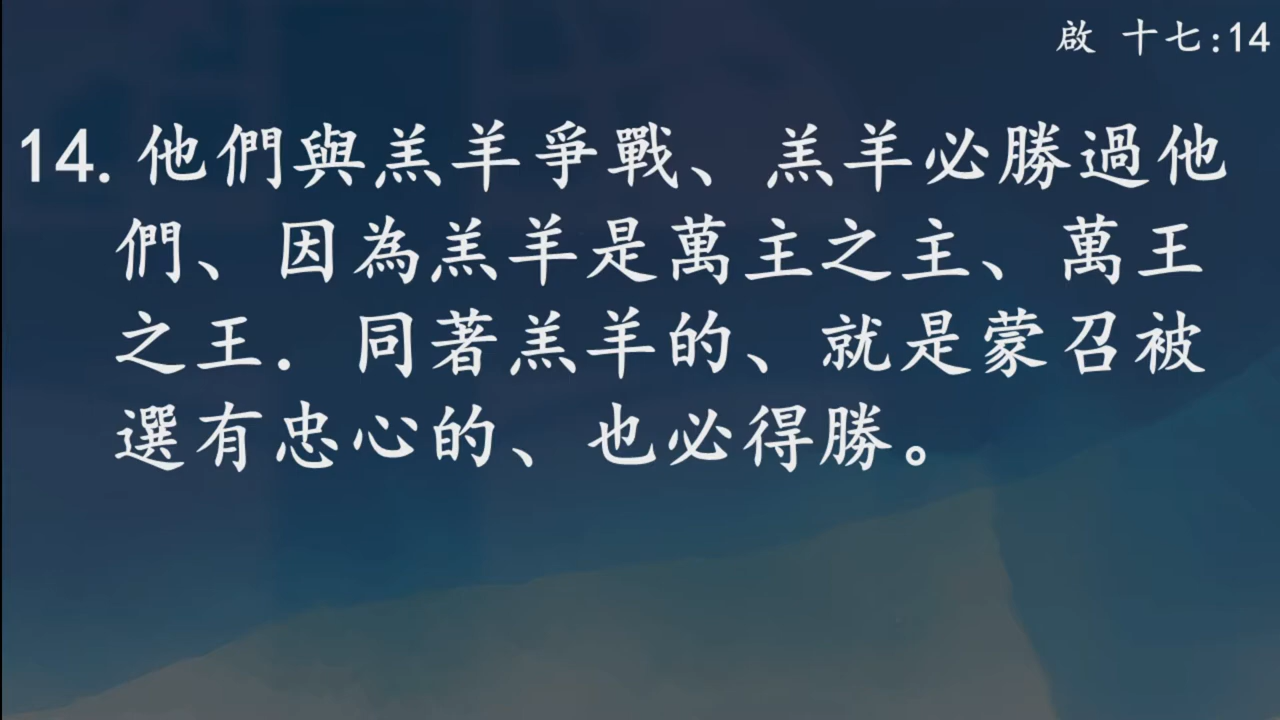 啟 十七:14
14. 他們與羔羊爭戰、羔羊必勝過他
們、因為羔羊是萬主之主、萬王
之王．同著羔羊的、就是蒙召被
選有忠心的、也必得勝。